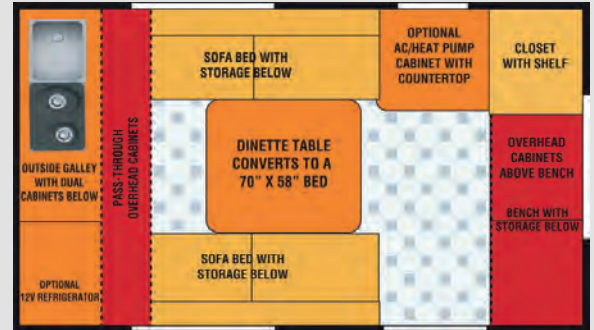 SOFA BED WITH
STORAGE BELOW
OPTIONAL
AC/HEAT PUMP
CABINET WITH
COUNTERTOP
CLOSET
WITH SHELF
OUTSIDE GALLEY
WITH DUAL
CABINETS BELOW
PASS-THROUGH
OVERHEAD CABINETS
DINETTE TABLE
CONVERTS TO A
70" X 58" BED
OVERHEAD
CABINETS
ABOVE BENCH
BENCH WITH
STORAGE BELOW
SOFA BED WITH
STORAGE BELOW
OPTIONAL
12V REFRIGERATOR